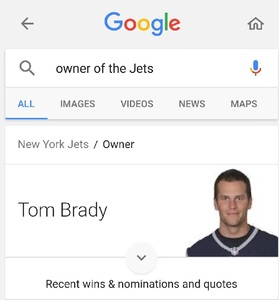 Google
owner of the Jets
ALL IMAGES VIDEOS NEWS MAPS
New York Jets / Owner
Tom Brady
Recent wins & nominations and quotes